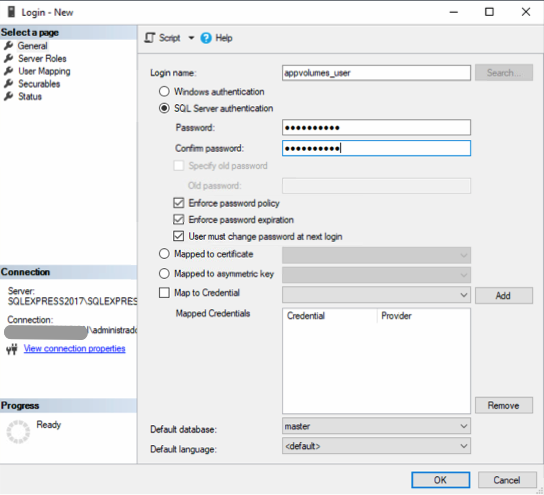 Login - New
Select a page
General
Server Roles
User Mapping
Securables
Status
Script
Help
Login name:
appvolumes_user
Search...
Windows authentication
SQL Server authentication
Password:
●●●●●●●●●●
Confirm password:
●●●●●●●●●●
Specify old password
Old password:
Enforce password policy
Enforce password expiration
User must change password at next login
Mapped to certificate
Mapped to asymmetric key
Map to Credential
Add
Mapped Credentials
Credential
Provider
Remove
Default database:
master
Default language:
<default>
Connection
Server:
SQLEXPRESS2017\SQLEXPRES
Connection:
\administrado
View connection properties
Progress
Ready
OK
Cancel